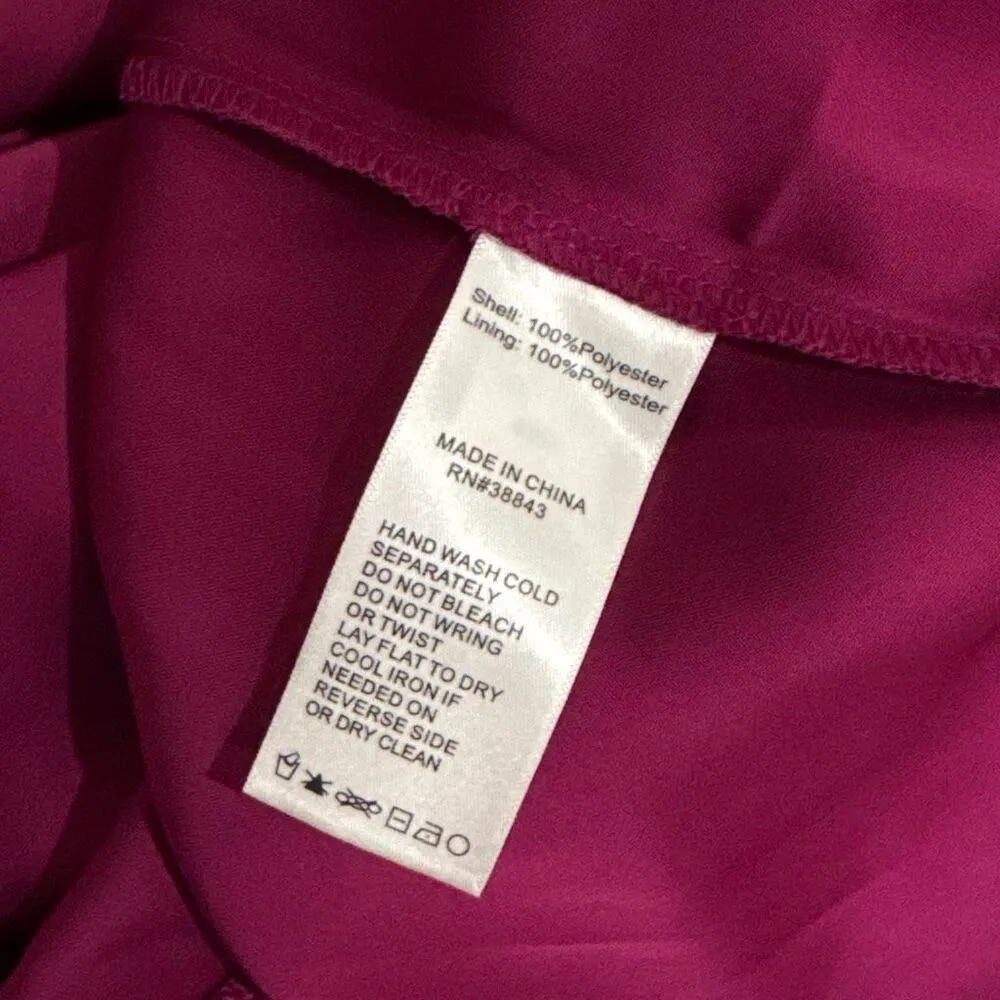 Shell: 100%Polyester
Lining: 100%Polyester
MADE IN CHINA
RN#38843
HAND WASH COLD
SEPARATELY
DO NOT BLEACH
DO NOT WRING
OR TWIST
LAY FLAT TO DRY
COOL IRON IF
NEEDED ON
REVERSE SIDE
OR DRY CLEAN